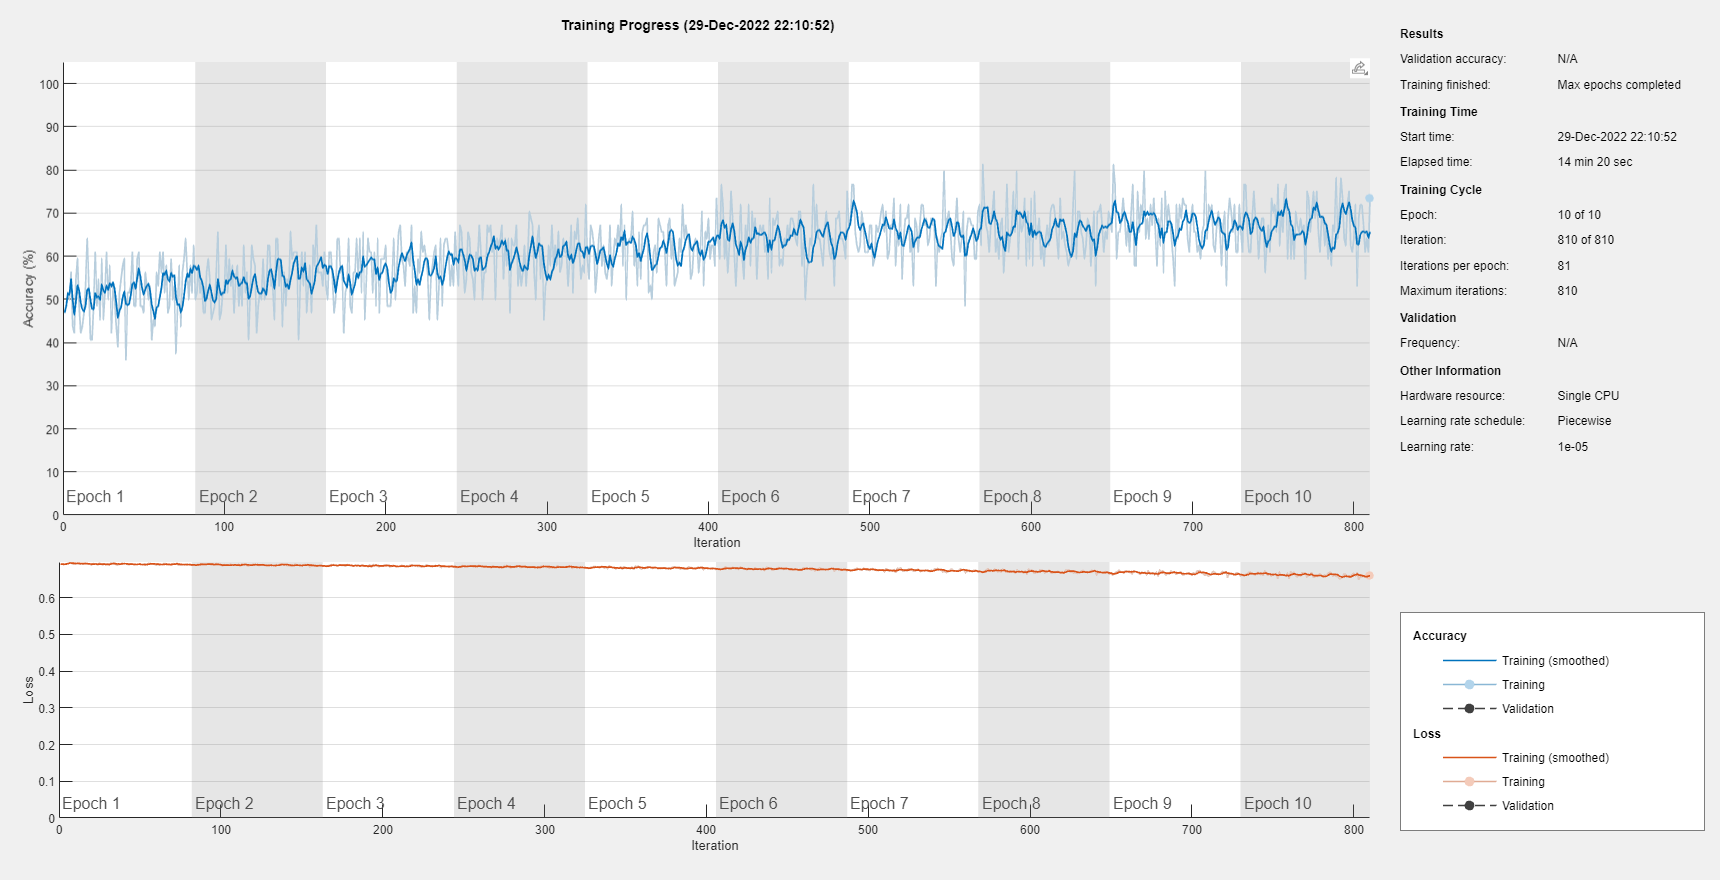 Training Progress (29-Dec-2022 22:10:52)
100
90
80
70
60
50
40
30
20
10
0
Accuracy (%)
Epoch 1 Epoch 2 Epoch 3 Epoch 4 Epoch 5 Epoch 6 Epoch 7 Epoch 8 Epoch 9 Epoch 10
0 100 200 300 400 500 600 700 800
Iteration
0.6
0.5
0.4
0.3
0.2
0.1
0
Loss
Epoch 1 Epoch 2 Epoch 3 Epoch 4 Epoch 5 Epoch 6 Epoch 7 Epoch 8 Epoch 9 Epoch 10
0 100 200 300 400 500 600 700 800
Iteration
Results
Validation accuracy: N/A
Training finished: Max epochs completed
Training Time
Start time: 29-Dec-2022 22:10:52
Elapsed time: 14 min 20 sec
Training Cycle
Epoch: 10 of 10
Iteration: 810 of 810
Iterations per epoch: 81
Maximum iterations: 810
Validation
Frequency: N/A
Other Information
Hardware resource: Single CPU
Learning rate schedule: Piecewise
Learning rate: 1e-05
Accuracy
Training (smoothed)
Training
Validation
Loss
Training (smoothed)
Training
Validation